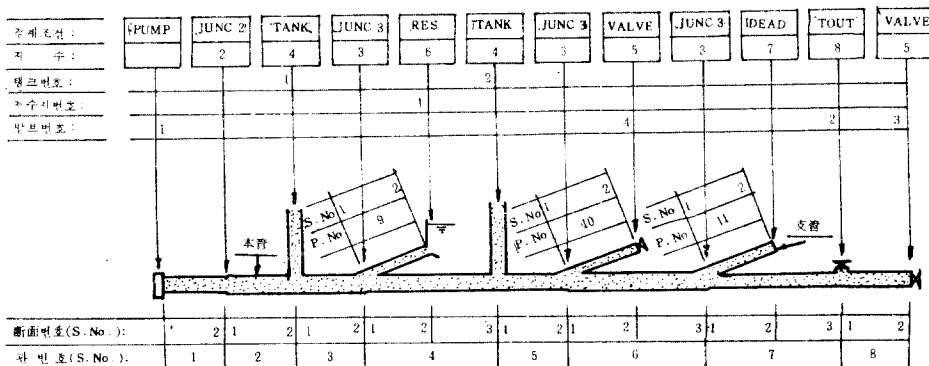 경계조건 : PUMP JUNC 2 TANK JUNC 3 RES TANK JUNC 3 VALVE JUNC 3 DEAD TOUT VALVE
지 수 : 2 4 3 6 4 3 5 3 7 8 5
탱크번호 : 1 2
저수지번호 : 1
밸브번호 : 1 4 2 3
S. No 1 2
P. No 9
S. No 1 2
P. No 10
S. No 1 2
P. No 11
本管
支管
斷面번호(S. No.): 2 1 2 1 2 1 2 3 1 2 1 2 3 1 2 3 1 2
관 번 호(S. No.): 1 2 3 4 5 6 7 8